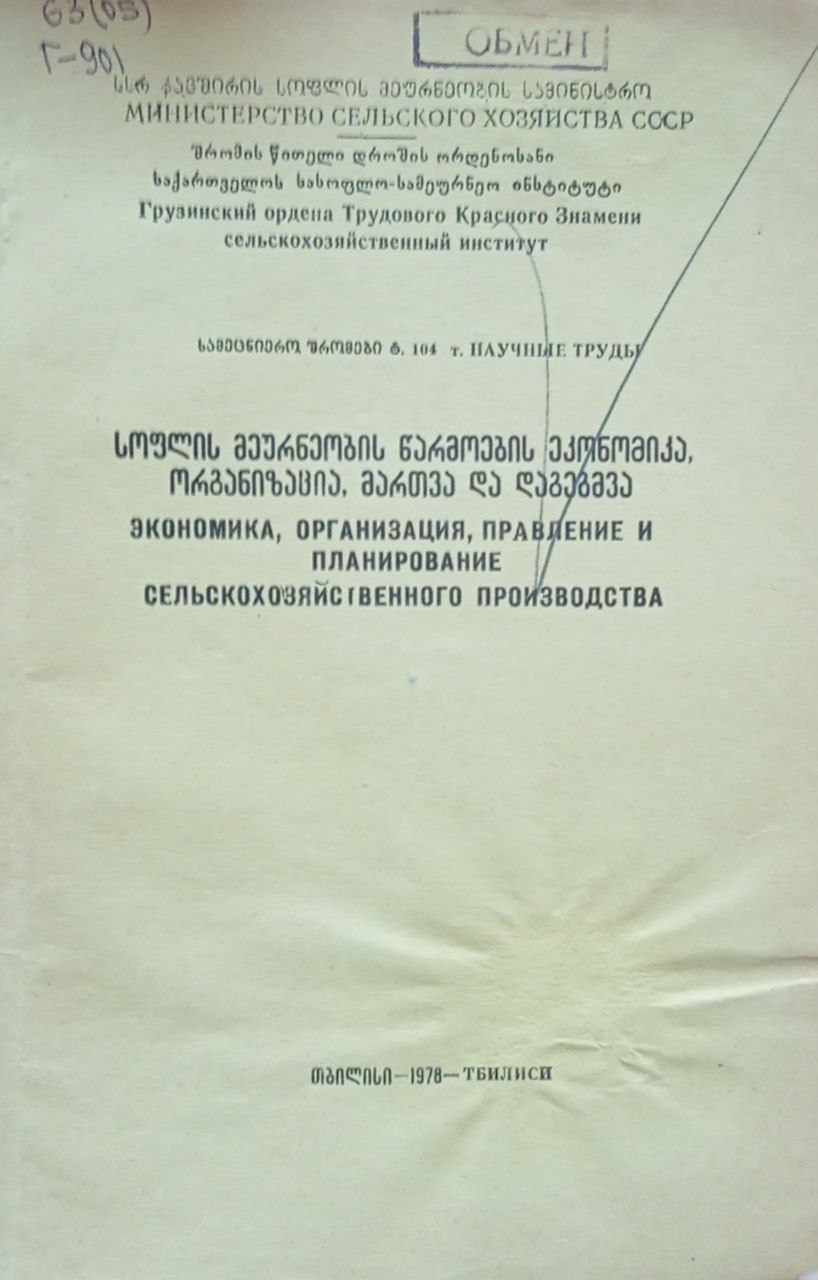 63(05)
Г-901
ОБМЕН
სსრ კავშირის სოფლის მეურნეობის სამინისტრო
МИНИСТЕРСТВО СЕЛЬСКОГО ХОЗЯЙСТВА СССР
შრომის წითელი დროშის ორდენოსანი
საქართველოს სასოფლო-სამეურნეო ინსტიტუტი
Грузинский ордена Трудового Красного Знамени
сельскохозяйственный институт
სამეცნიერო შრომები ტ. 104 т. НАУЧНЫЕ ТРУДЫ
სოფლის მეურნეობის წარმოების ეკონომიკა,
ორგანიზაცია, მართვა და დაგეგმვა
ЭКОНОМИКА, ОРГАНИЗАЦИЯ, ПРАВЛЕНИЕ И
ПЛАНИРОВАНИЕ
СЕЛЬСКОХОЗЯЙСТВЕННОГО ПРОИЗВОДСТВА
თბილისი—1978—ТБИЛИСИ